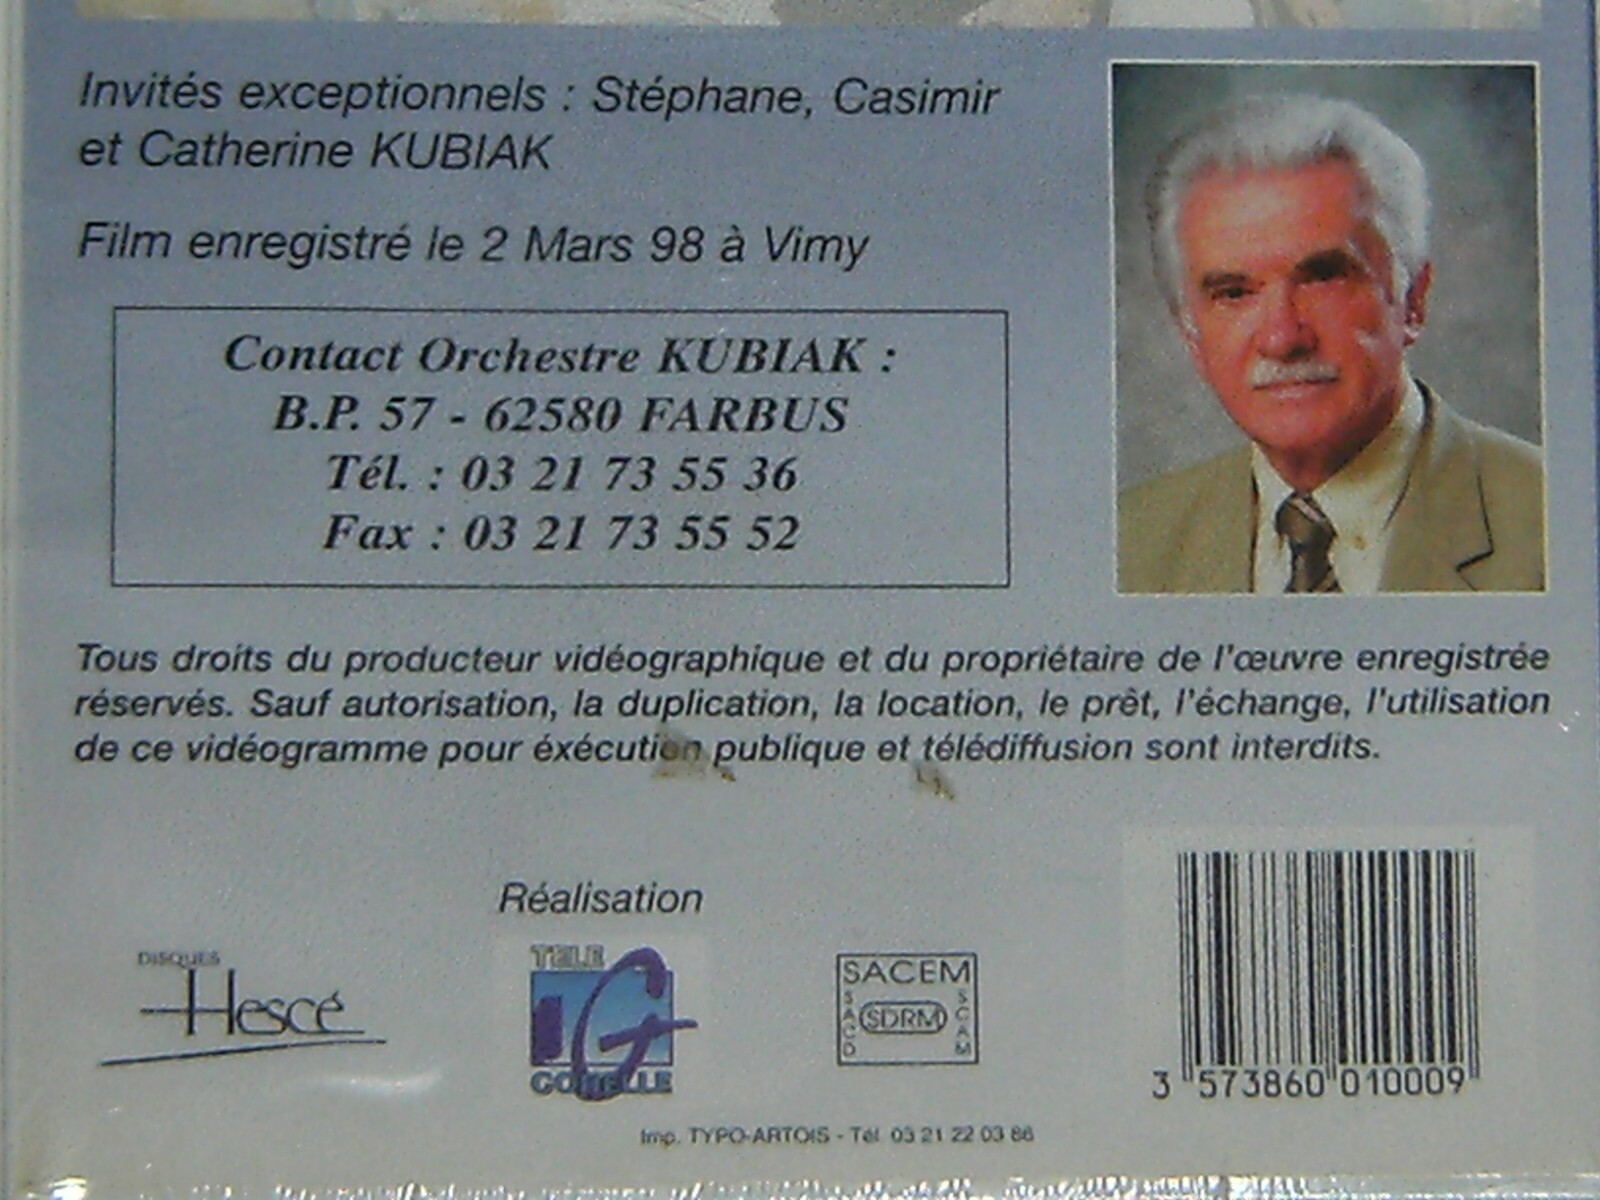 Invités exceptionnels : Stéphane, Casimir
et Catherine KUBIAK
Film enregistré le 2 Mars 98 à Vimy
Contact Orchestre KUBIAK :
B.P. 57 - 62580 FARBUS
Tél. : 03 21 73 55 36
Fax : 03 21 73 55 52
Tous droits du producteur vidéographique et du propriétaire de l'œuvre enregistrée
réservés. Sauf autorisation, la duplication, la location, le prêt, l'échange, l'utilisation
de ce vidéogramme pour éxécution publique et télédiffusion sont interdits.
Réalisation
DISQUES
Hescé
TELE
G
GOHELLE
SACEM
SACD
SDRM
SCAM
3 573860 010009
Imp. TYPO-ARTOIS - Tél. 03 21 22 03 86